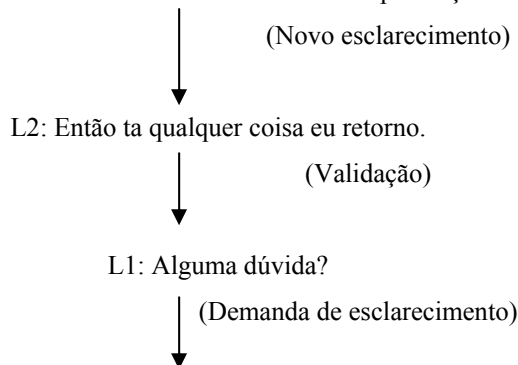 (Novo esclarecimento)
L2: Então ta qualquer coisa eu retorno.
(Validação)
L1: Alguma dúvida?
(Demanda de esclarecimento)